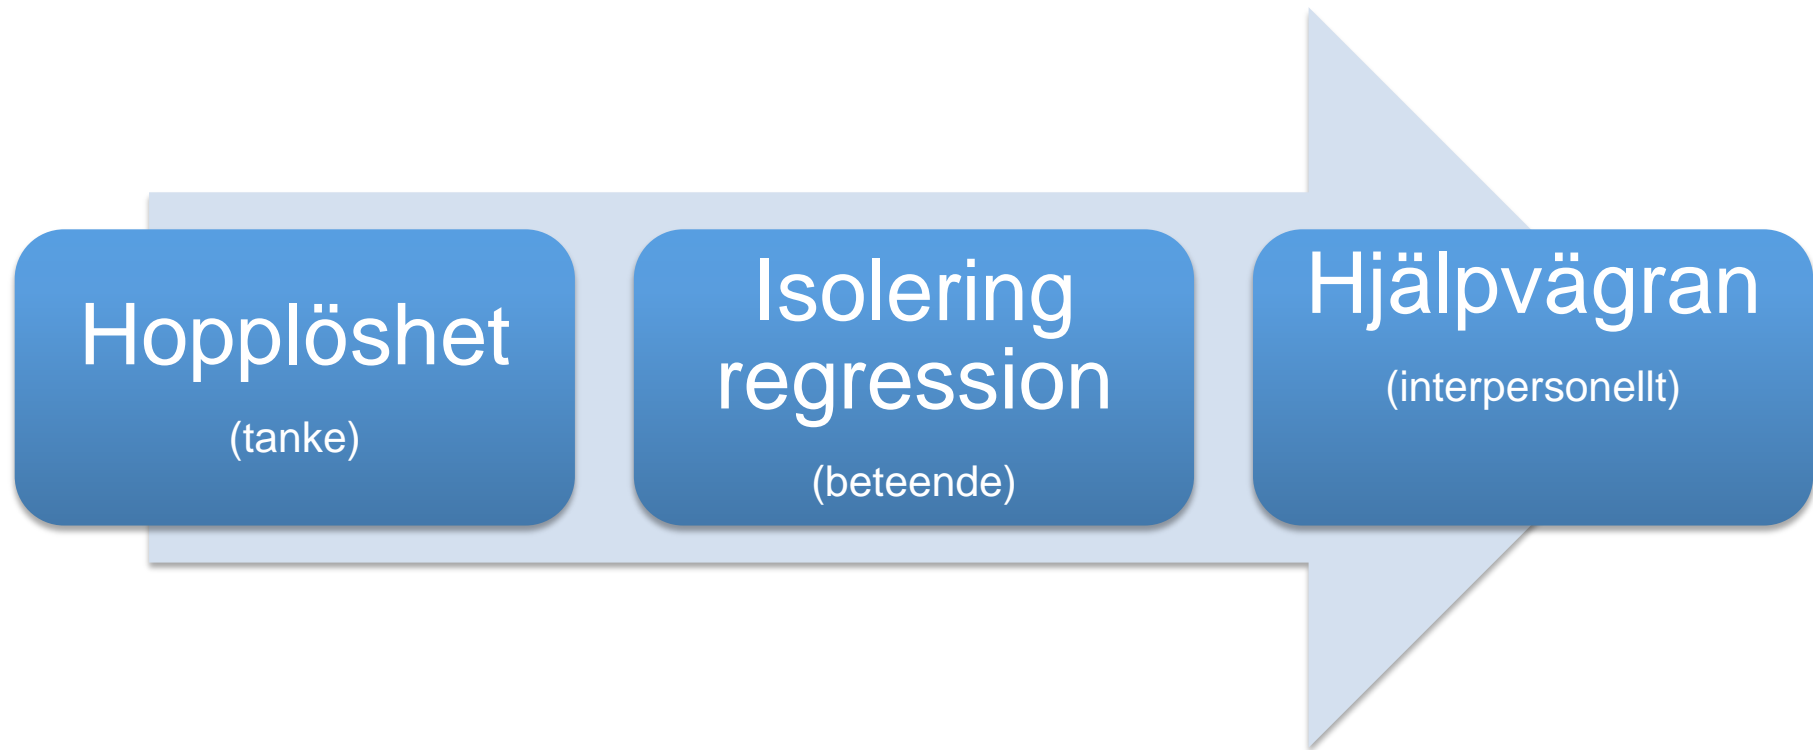 Hopplöshet
(tanke)
Isolering
regression
(beteende)
Hjälpvägran
(interpersonellt)